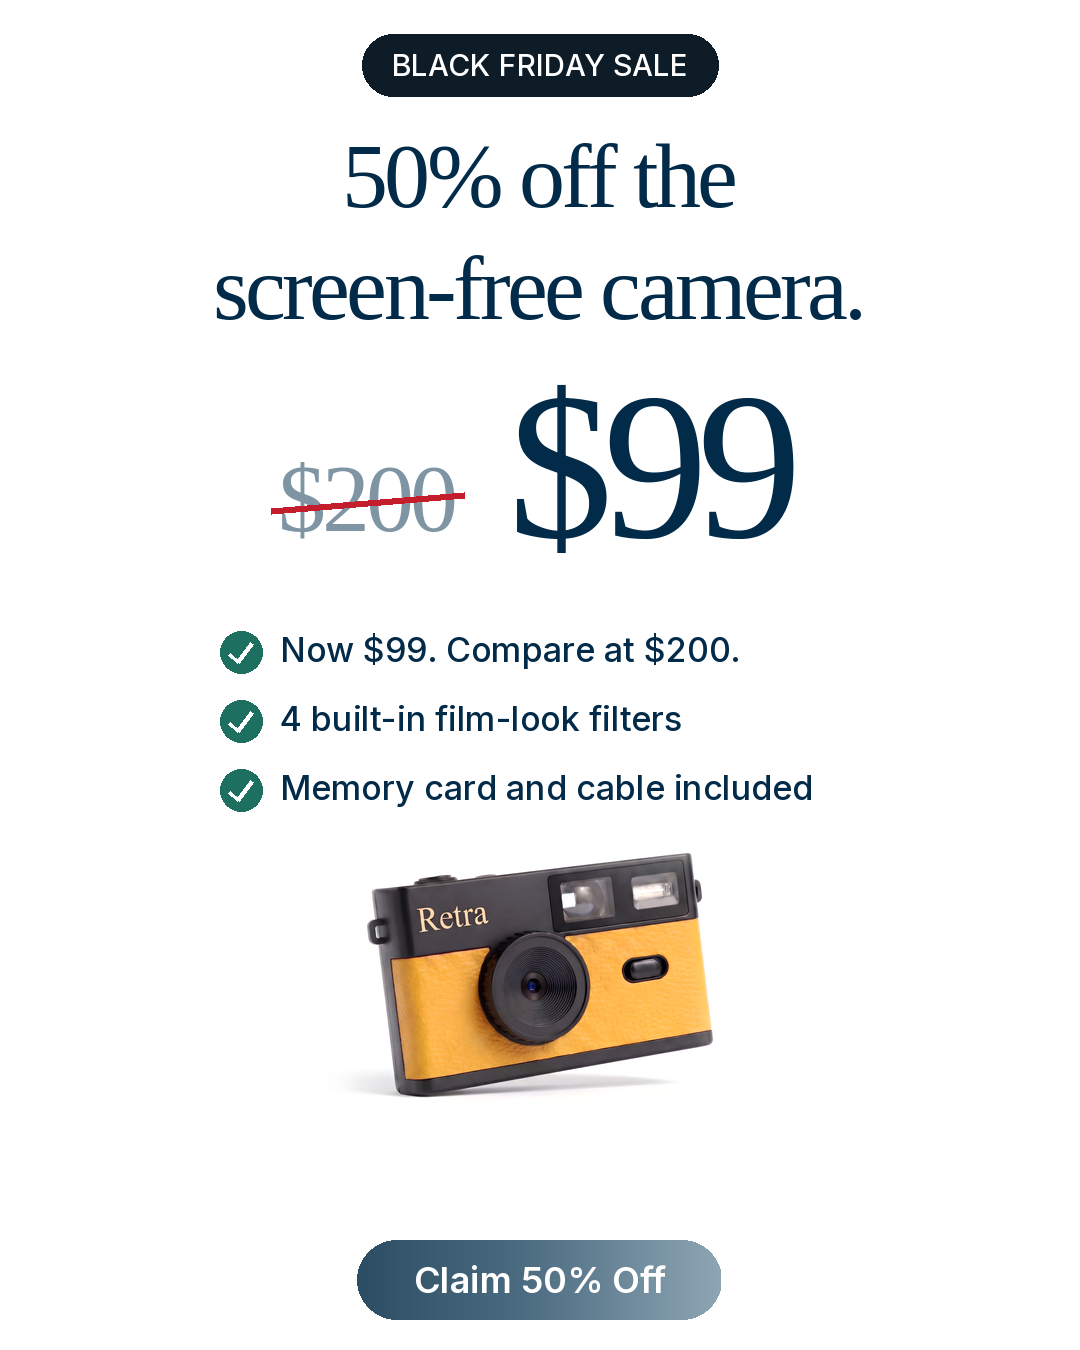 BLACK FRIDAY SALE
50% off the
screen-free camera.
$200 $99
Now $99. Compare at $200.
4 built-in film-look filters
Memory card and cable included
Retra
Claim 50% Off